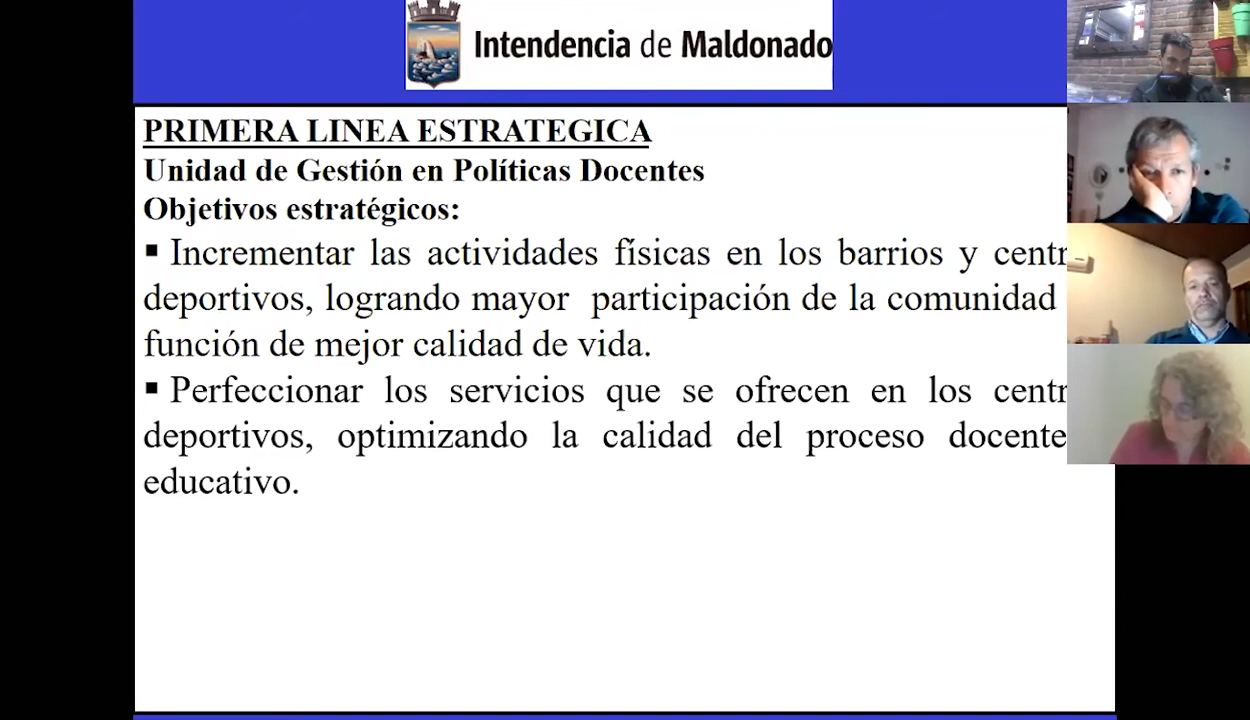 Intendencia de Maldonado
PRIMERA LINEA ESTRATEGICA
Unidad de Gestión en Políticas Docentes
Objetivos estratégicos:
▪ Incrementar las actividades físicas en los barrios y
deportivos, logrando mayor participación de la comunidad
función de mejor calidad de vida.
▪ Perfeccionar los servicios que se ofrecen en los
deportivos, optimizando la calidad del proceso docente
educativo.